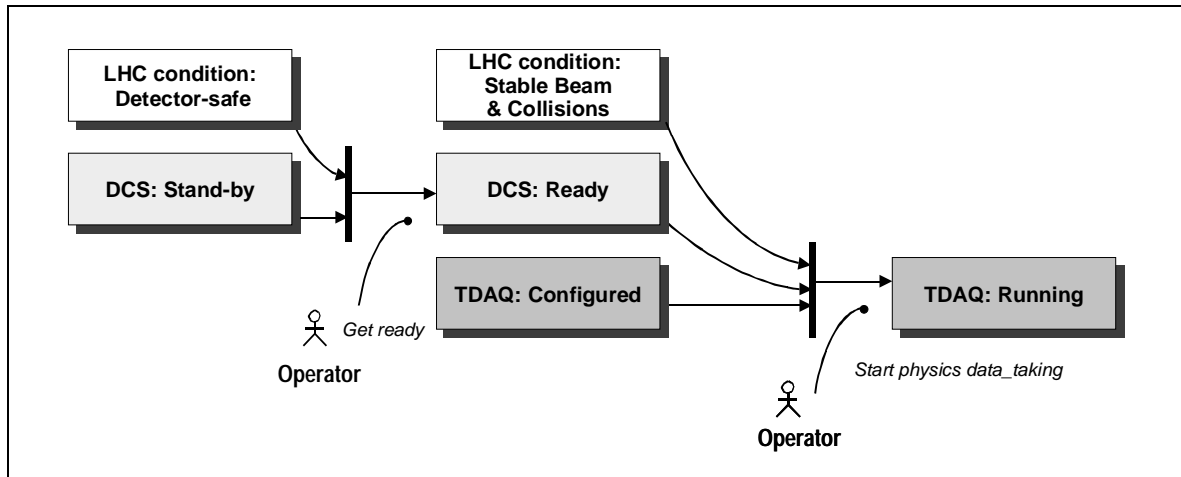 LHC condition:
Detector-safe
LHC condition:
Stable Beam
& Collisions
DCS: Stand-by
DCS: Ready
TDAQ: Configured
TDAQ: Running
Get ready
Operator
Start physics data_taking
Operator